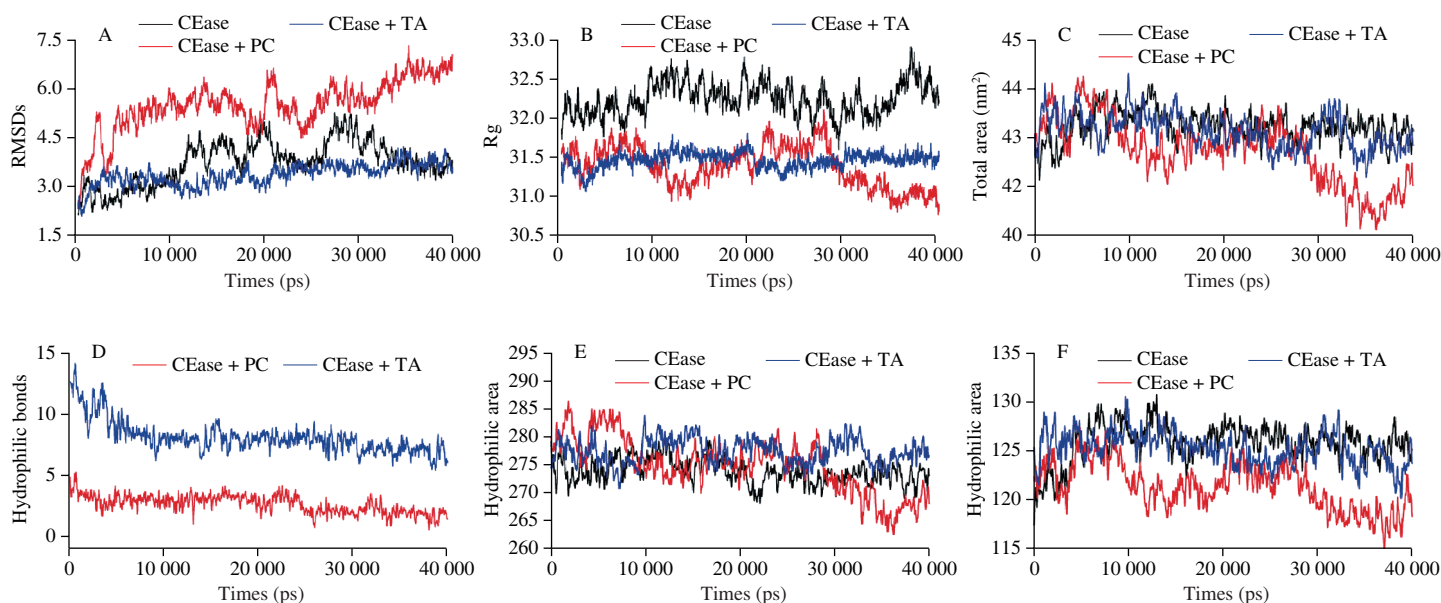 A
CEase
CEase + TA
CEase + PC
RMSDs
7.5
6.0
4.5
3.0
1.5
0
10 000
20 000
30 000
40 000
Times (ps)
B
CEase
CEase + TA
CEase + PC
Rg
33.0
32.5
32.0
31.5
31.0
30.5
0
10 000
20 000
30 000
40 000
Times (ps)
C
CEase
CEase + TA
CEase + PC
Total area (nm²)
45
44
43
42
40
0
10 000
20 000
30 000
40 000
Times (ps)
D
CEase + PC
CEase + TA
Hydrophilic bonds
15
10
5
0
0
10 000
20 000
30 000
40 000
Times (ps)
E
CEase
CEase + TA
CEase + PC
Hydrophilic area
295
290
285
280
275
270
265
260
0
10 000
20 000
30 000
40 000
Times (ps)
F
CEase
CEase + TA
CEase + PC
Hydrophilic area
135
130
125
120
115
0
10 000
20 000
30 000
40 000
Times (ps)